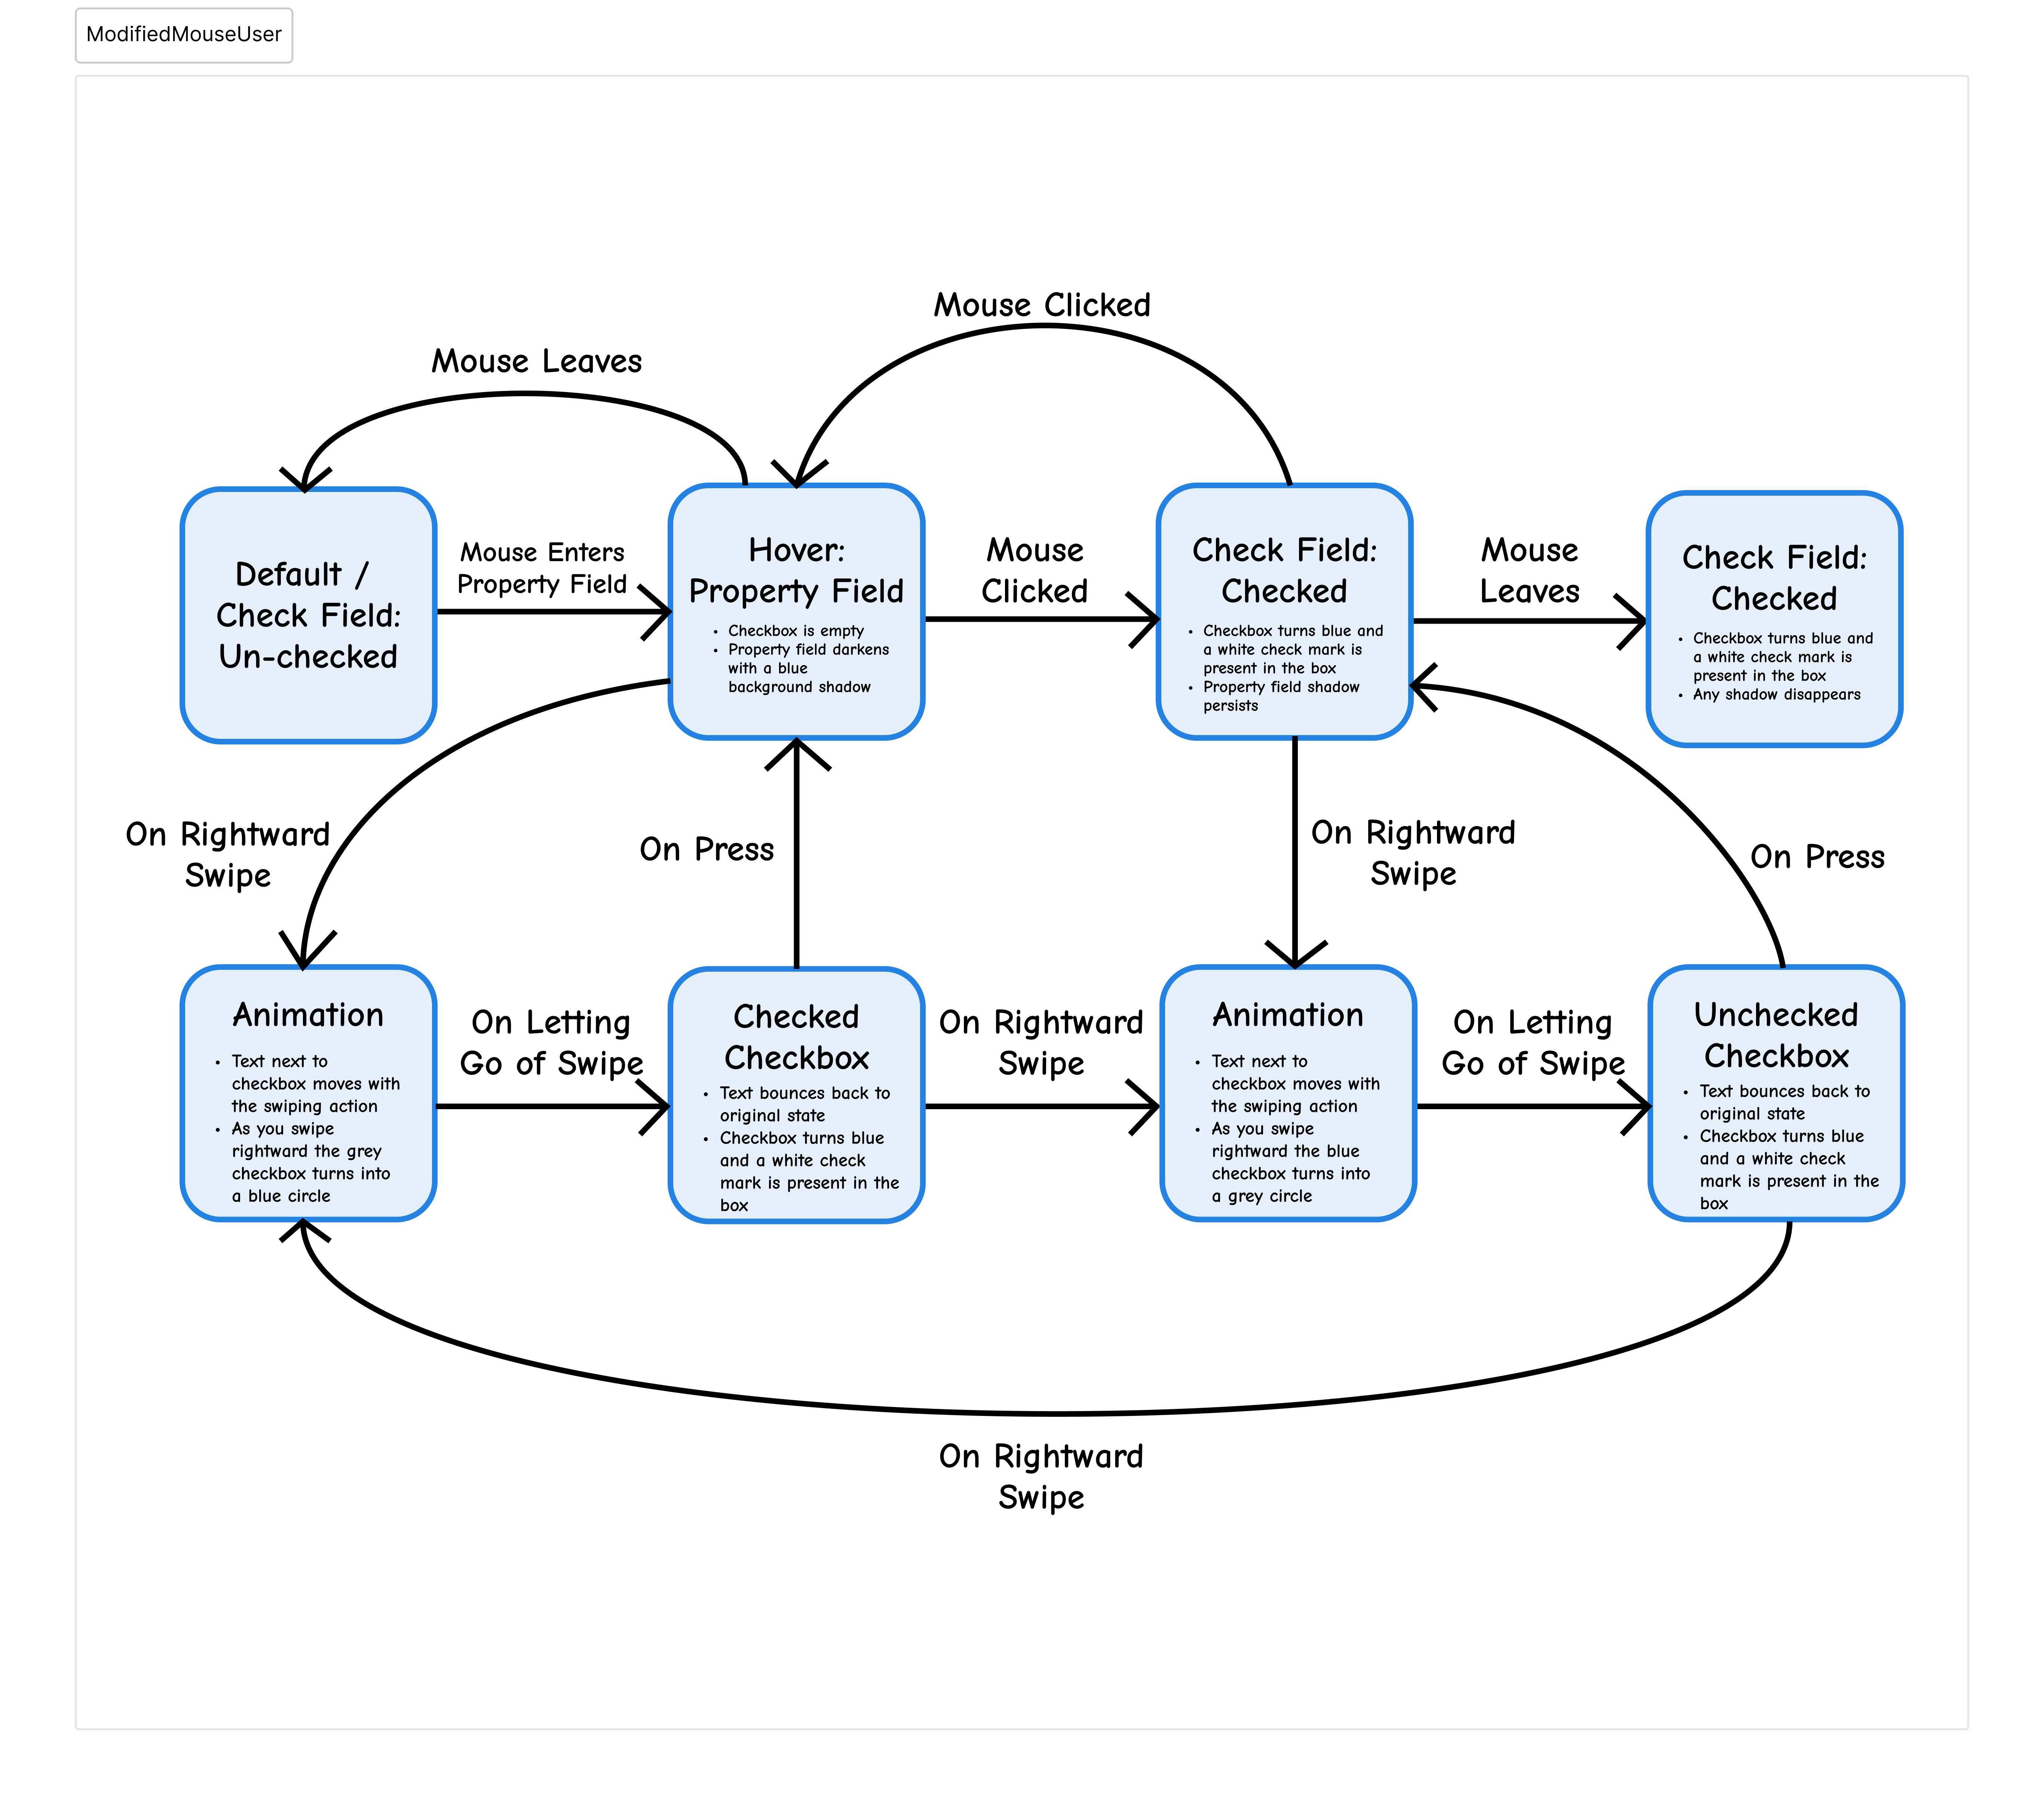 ModifiedMouseUser
Mouse Clicked
Mouse Leaves
Default /
Check Field:
Un-checked
Mouse Enters
Property Field
Hover:
Property Field
• Checkbox is empty
• Property field darkens
with a blue
background shadow
Mouse
Clicked
Check Field:
Checked
• Checkbox turns blue and
a white check mark is
present in the box
• Property field shadow
persists
Mouse
Leaves
Check Field:
Checked
• Checkbox turns blue and
a white check mark is
present in the box
• Any shadow disappears
On Rightward
Swipe
On Press
On Rightward
Swipe
On Press
Animation
• Text next to
checkbox moves with
the swiping action
• As you swipe
rightward the grey
checkbox turns into
a blue circle
On Letting
Go of Swipe
Checked
Checkbox
• Text bounces back to
original state
• Checkbox turns blue
and a white check
mark is present in the
box
On Rightward
Swipe
Animation
• Text next to
checkbox moves with
the swiping action
• As you swipe
rightward the blue
checkbox turns into
a grey circle
On Letting
Go of Swipe
Unchecked
Checkbox
• Text bounces back to
original state
• Checkbox turns blue
and a white check
mark is present in the
box
On Rightward
Swipe